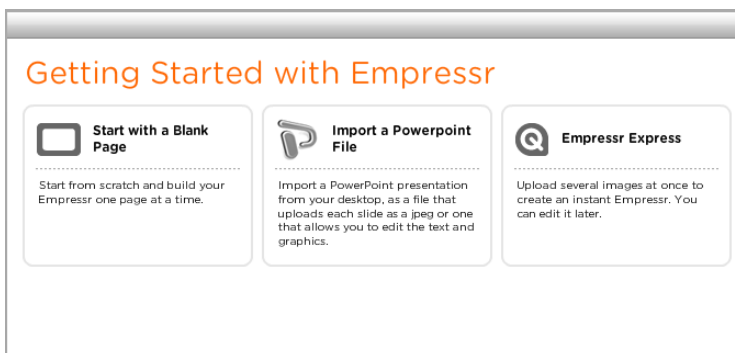 Getting Started with Empressr
Start with a Blank
Page
Start from scratch and build your
Empressr one page at a time.
Import a Powerpoint
File
Import a PowerPoint presentation
from your desktop, as a file that
uploads each slide as a jpeg or one
that allows you to edit the text and
graphics.
Empressr Express
Upload several images at once to
create an instant Empressr. You
can edit it later.